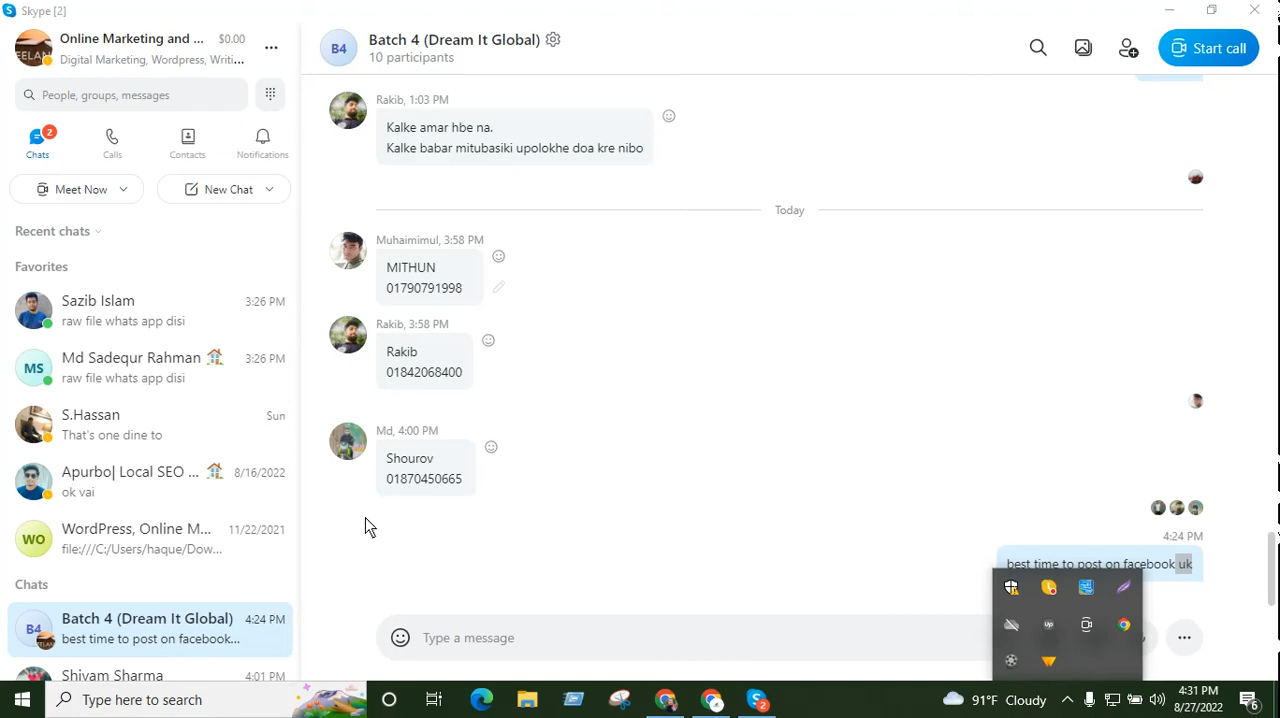 Skype [2]
Online Marketing and ... $0.00
Digital Marketing, Wordpress, Writi...
People, groups, messages
2
Chats Calls Contacts Notifications
Meet Now New Chat
Recent chats
Favorites
Sazib Islam 3:26 PM
raw file whats app disi
MS
Md Sadequr Rahman 3:26 PM
raw file whats app disi
S.Hassan Sun
That's one dine to
Apurbo| Local SEO ... 8/16/2022
ok vai
WO
WordPress, Online M... 11/22/2021
file:///C:/Users/haque/Dow...
Chats
B4
Batch 4 (Dream It Global) 4:24 PM
best time to post on facebook...
Shivam Sharma 4:01 PM
B4
Batch 4 (Dream It Global)
10 participants
Start call
Rakib, 1:03 PM
Kalke amar hbe na.
Kalke babar mitubasiki upolokhe doa kre nibo
Today
Muhaimimul, 3:58 PM
MITHUN
01790791998
Rakib, 3:58 PM
Rakib
01842068400
Md, 4:00 PM
Shourov
01870450665
4:24 PM
best time to post on facebook uk
Type a message
up
Type here to search
2
91°F Cloudy
4:31 PM
8/27/2022
6